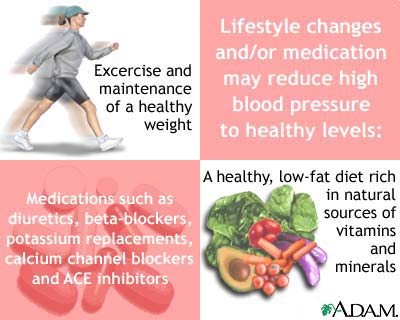 Excercise and
maintenance
of a healthy
weight
Lifestyle changes
and/or medication
may reduce high
blood pressure
to healthy levels:
Medications such as
diuretics, beta-blockers,
potassium replacements,
calcium channel blockers
and ACE inhibitors
A healthy, low-fat diet rich
in natural
sources of
vitamins
and
minerals
A.D.A.M.